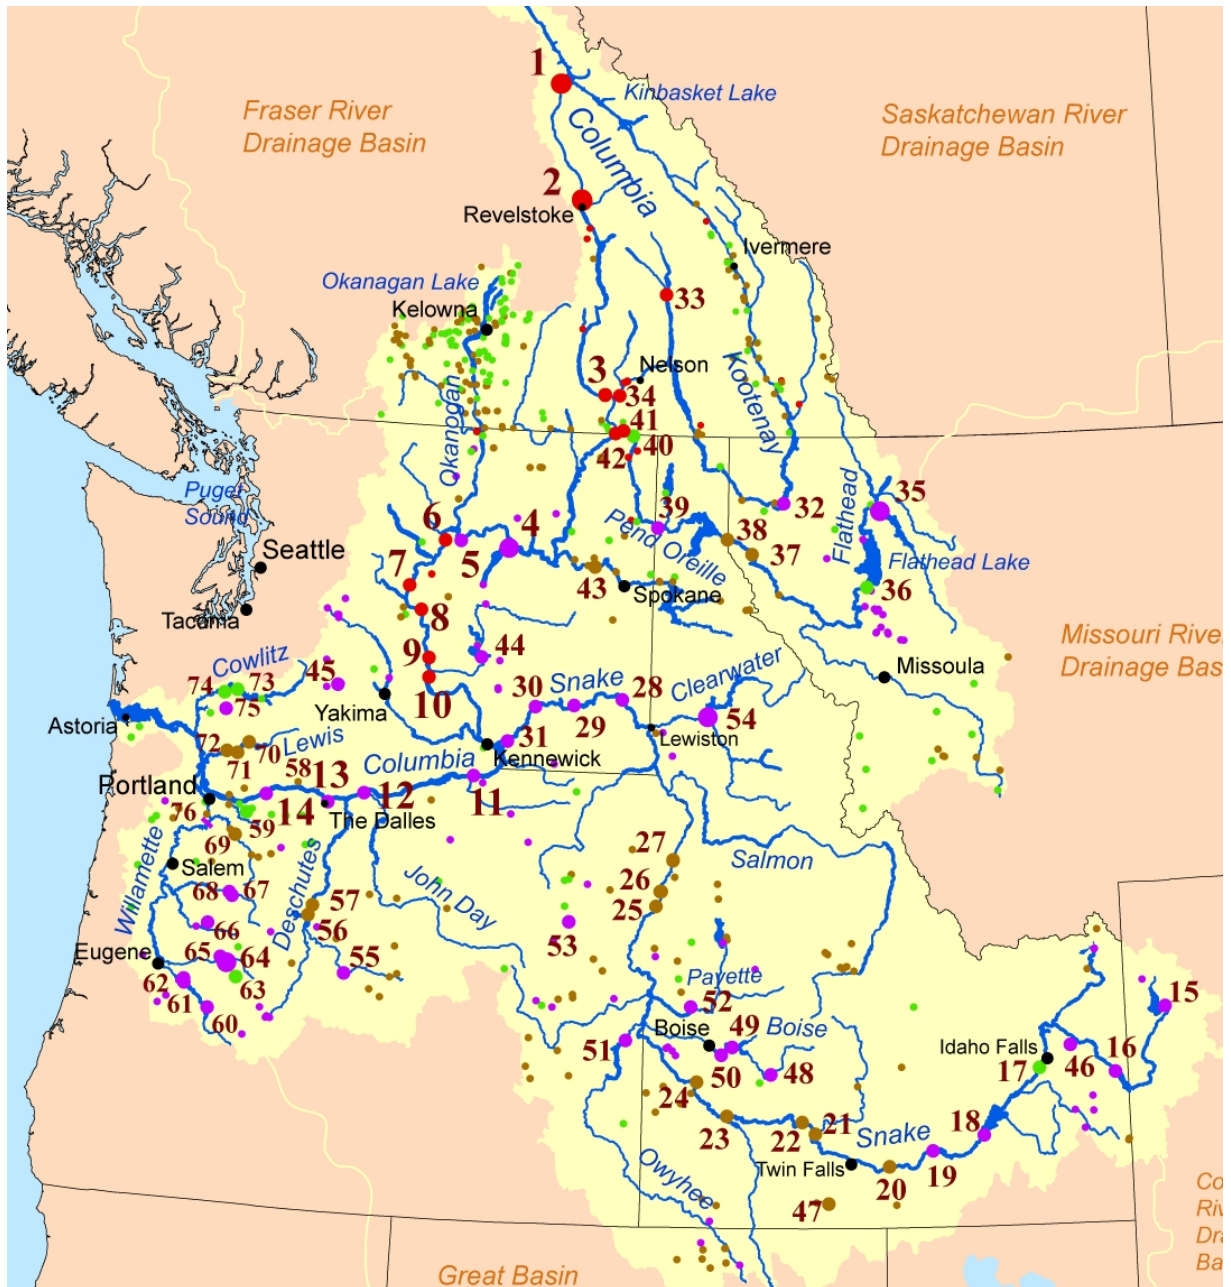 1
Kinbasket Lake
Fraser River
Drainage Basin
Saskatchewan River
Drainage Basin
Columbia
2
Revelstoke
Ivermere
Okanagan Lake
Kelowna
33
Nelson
3
34
Kootenay
Okanogan
41
40
42
Puget
Sound
35
32
39
Flathead
6
4
5
38
Pend Oreille
37
Seattle
7
Flathead Lake
43
Spokane
36
Tacoma
8
Missouri Rive
Drainage Bas
9
44
Cowlitz
45
Clearwater
Missoula
74
73
75
10
30
Snake
28
Yakima
29
54
Astoria
31
Lewiston
72
70
Lewis
71
Kennewick
Columbia
58
13
Portland
14
12
11
The Dalles
76
59
69
Willamette
Salem
27
Salmon
68
67
Deschutes
John Day
26
25
57
56
66
53
Eugene
65
64
55
62
63
61
60
Payette
52
15
51
Boise
49
Boise
Idaho Falls
46
16
50
48
17
24
23
22
21
Snake
18
Twin Falls
20
19
Owyhee
47
Co
Riv
Dra
Ba
Great Basin